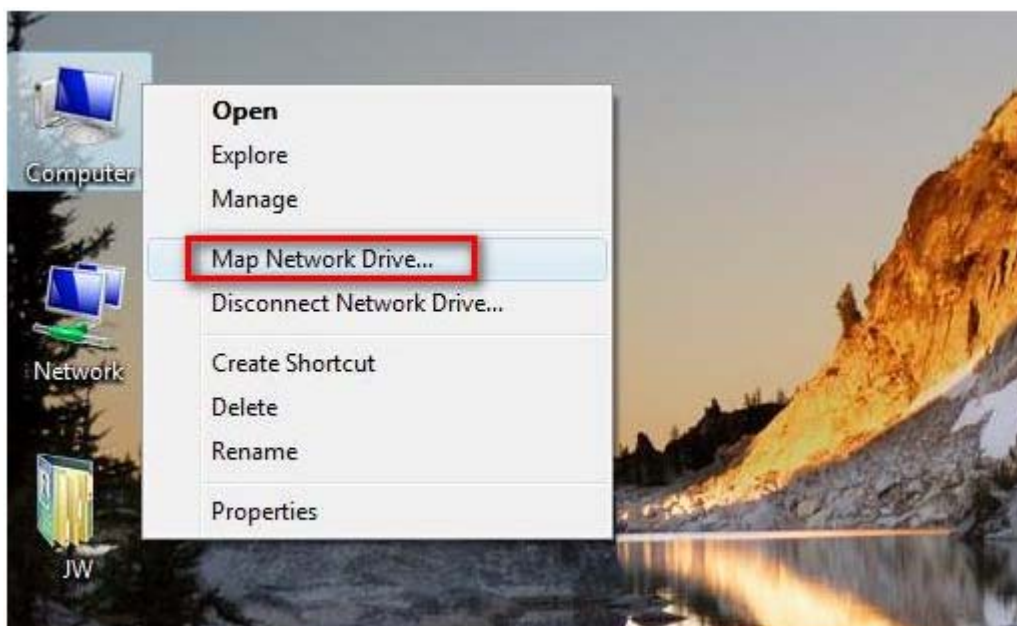 Computer
Network
JW
Open
Explore
Manage
Map Network Drive...
Disconnect Network Drive...
Create Shortcut
Delete
Rename
Properties